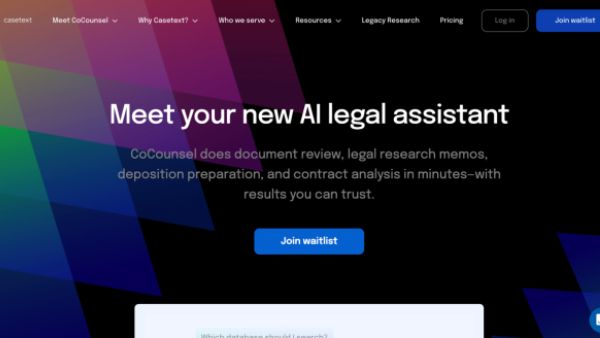 casetext Meet CoCounsel Why Casetext? Who we serve Resources Legacy Research Pricing Log in Join waitlist
Meet your new AI legal assistant
CoCounsel does document review, legal research memos,
deposition preparation, and contract analysis in minutes—with
results you can trust.
Join waitlist
Which database should I search?